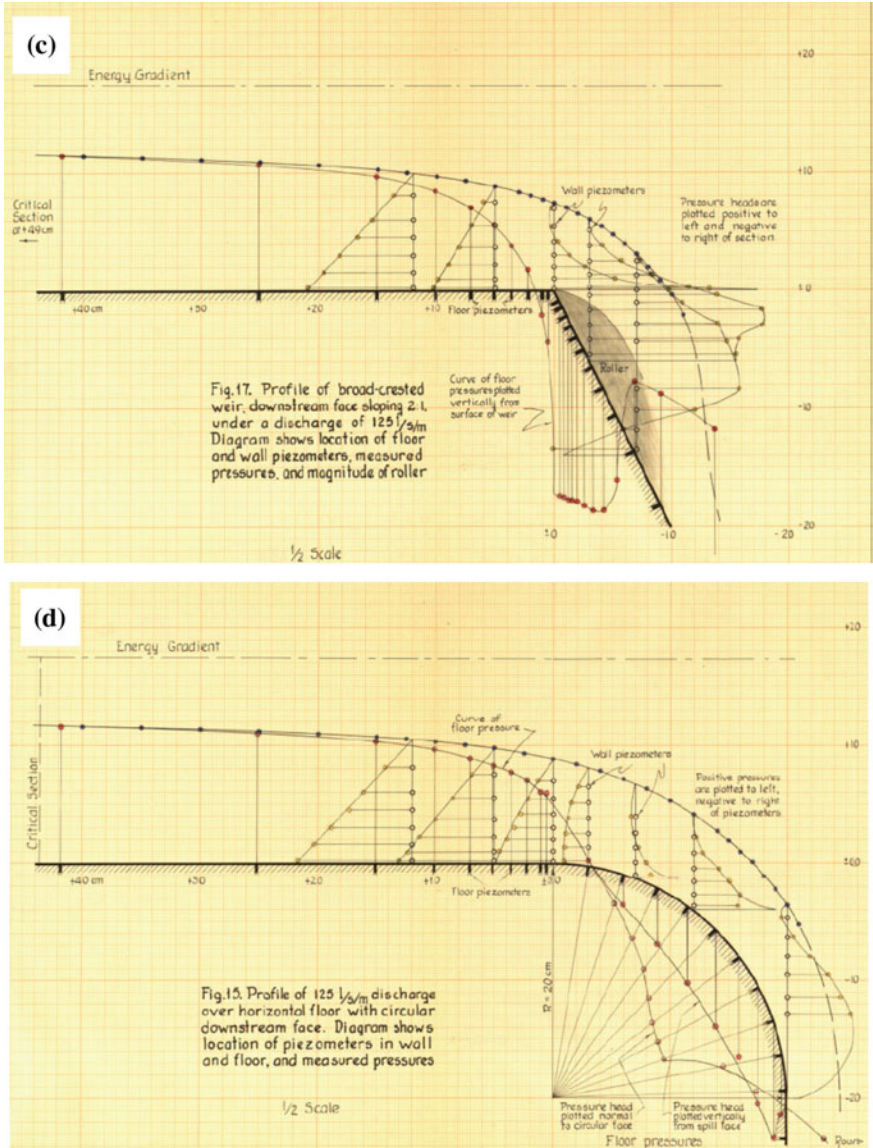 (c)
+20
Energy Gradient
+10
Wall piezometers
Pressure heads are
plotted positive to
left and negative
to right of section
Critical
Section
at +49cm
±0
+40cm
+30
+20
+10
Floor piezometers
Roller
Curve of floor
pressures plotted
vertically from
surface of weir
Fig.17. Profile of broad-crested
weir, downstream face sloping 2:1,
under a discharge of 125 l/s/m
Diagram shows location of floor
and wall piezometers, measured
pressures, and magnitude of roller
-10
-20
±0
-10
-20
1/2 Scale
(d)
+20
Energy Gradient
Curve of
floor pressure
+10
Wall piezometers
Positive pressures
are plotted to left,
negative to right
of piezometers
Critical Section
±0
+40cm
+30
+20
+10
±0
Floor piezometers
R = 20cm
-10
Fig.15. Profile of 125 l/s/m discharge
over horizontal floor with circular
downstream face. Diagram shows
location of piezometers in wall
and floor, and measured pressures
-20
1/2 Scale
Pressure head
plotted normal
to circular face
Pressure head
plotted vertically
from spill face
Floor pressures